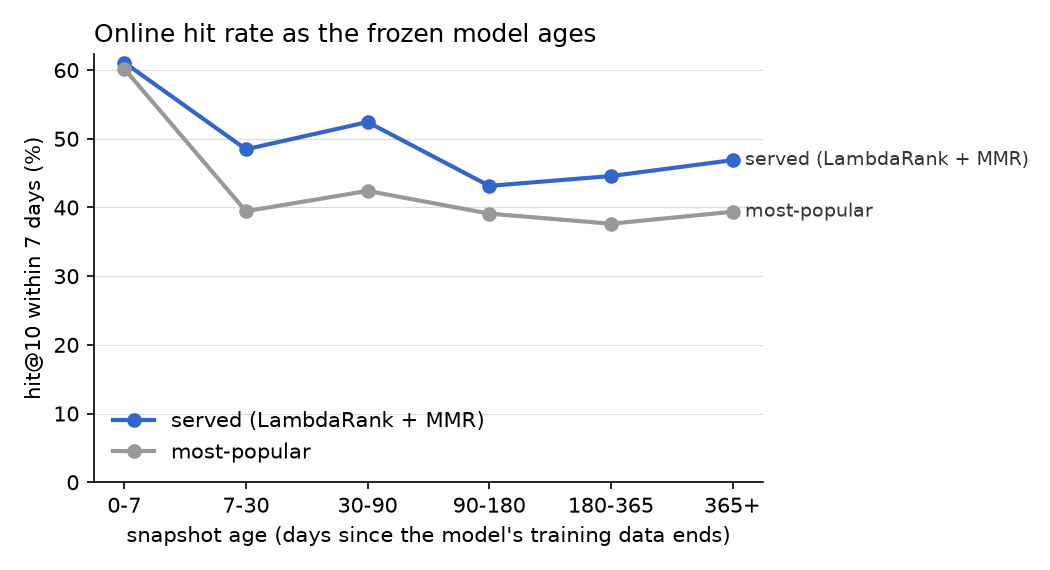 Online hit rate as the frozen model ages
hit@10 within 7 days (%)
60
50
40
30
20
10
0
served (LambdaRank + MMR)
most-popular
served (LambdaRank + MMR)
most-popular
0-7 7-30 30-90 90-180 180-365 365+
snapshot age (days since the model's training data ends)